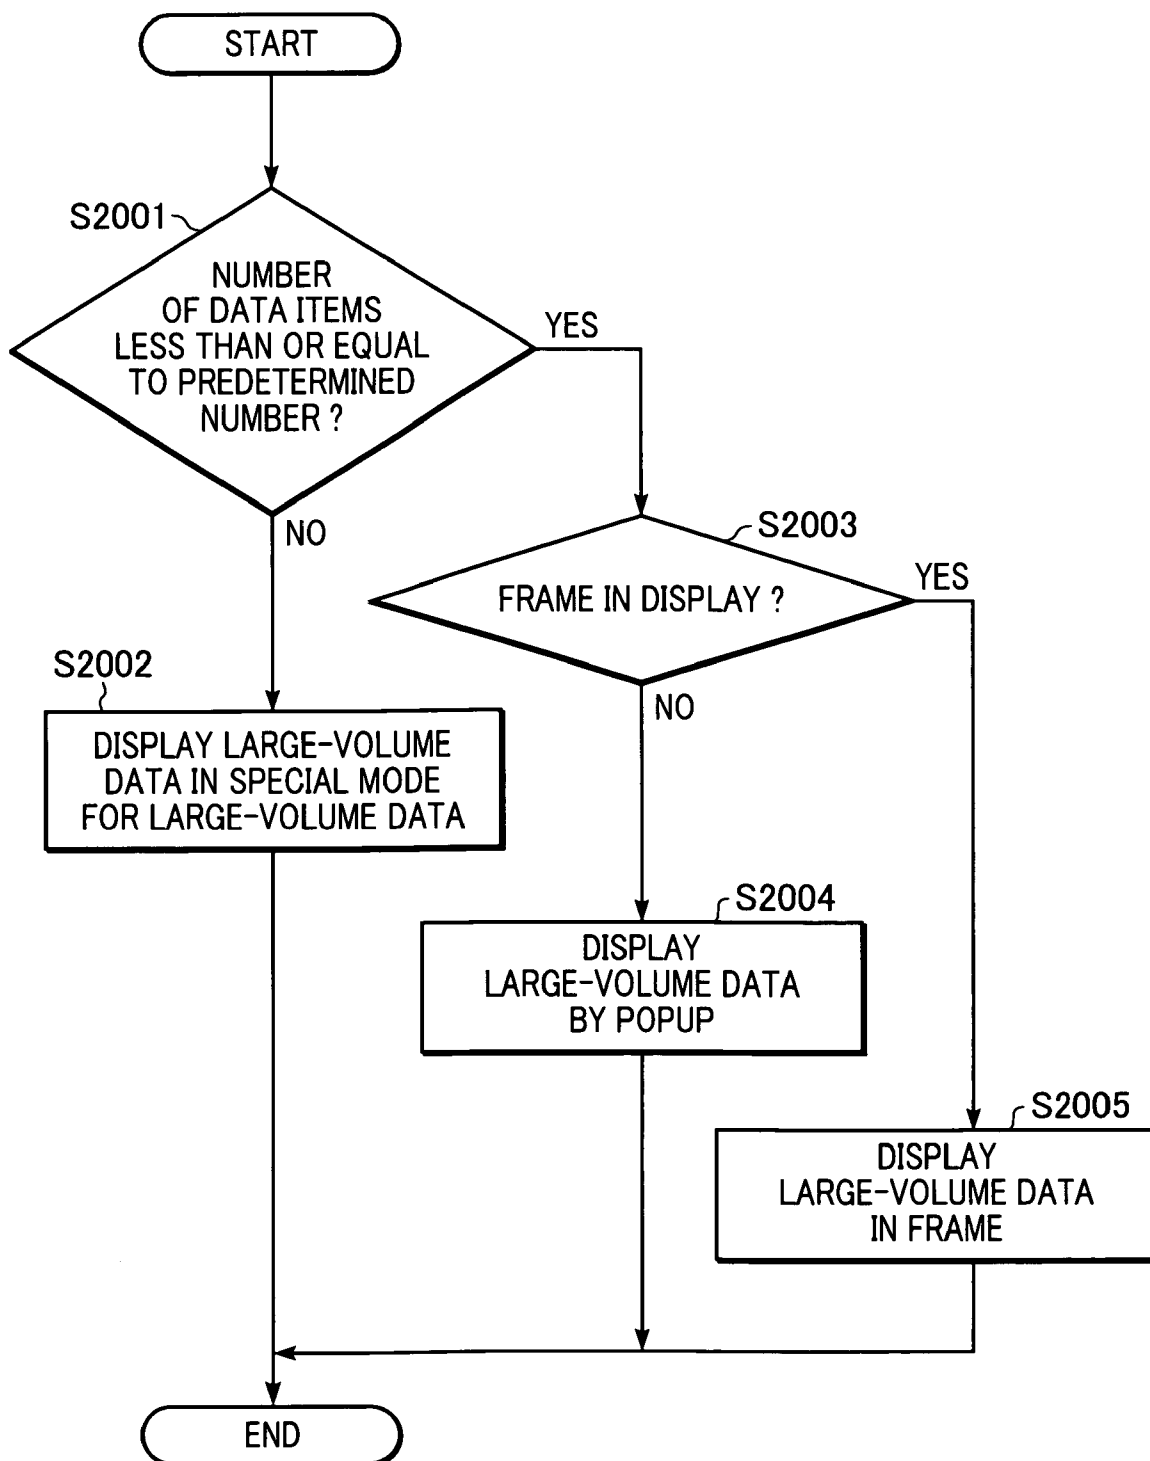 START
S2001
NUMBER
OF DATA ITEMS
LESS THAN OR EQUAL
TO PREDETERMINED
NUMBER ?
YES
NO
S2003
FRAME IN DISPLAY ?
YES
NO
S2002
DISPLAY LARGE-VOLUME
DATA IN SPECIAL MODE
FOR LARGE-VOLUME DATA
S2004
DISPLAY
LARGE-VOLUME DATA
BY POPUP
S2005
DISPLAY
LARGE-VOLUME DATA
IN FRAME
END